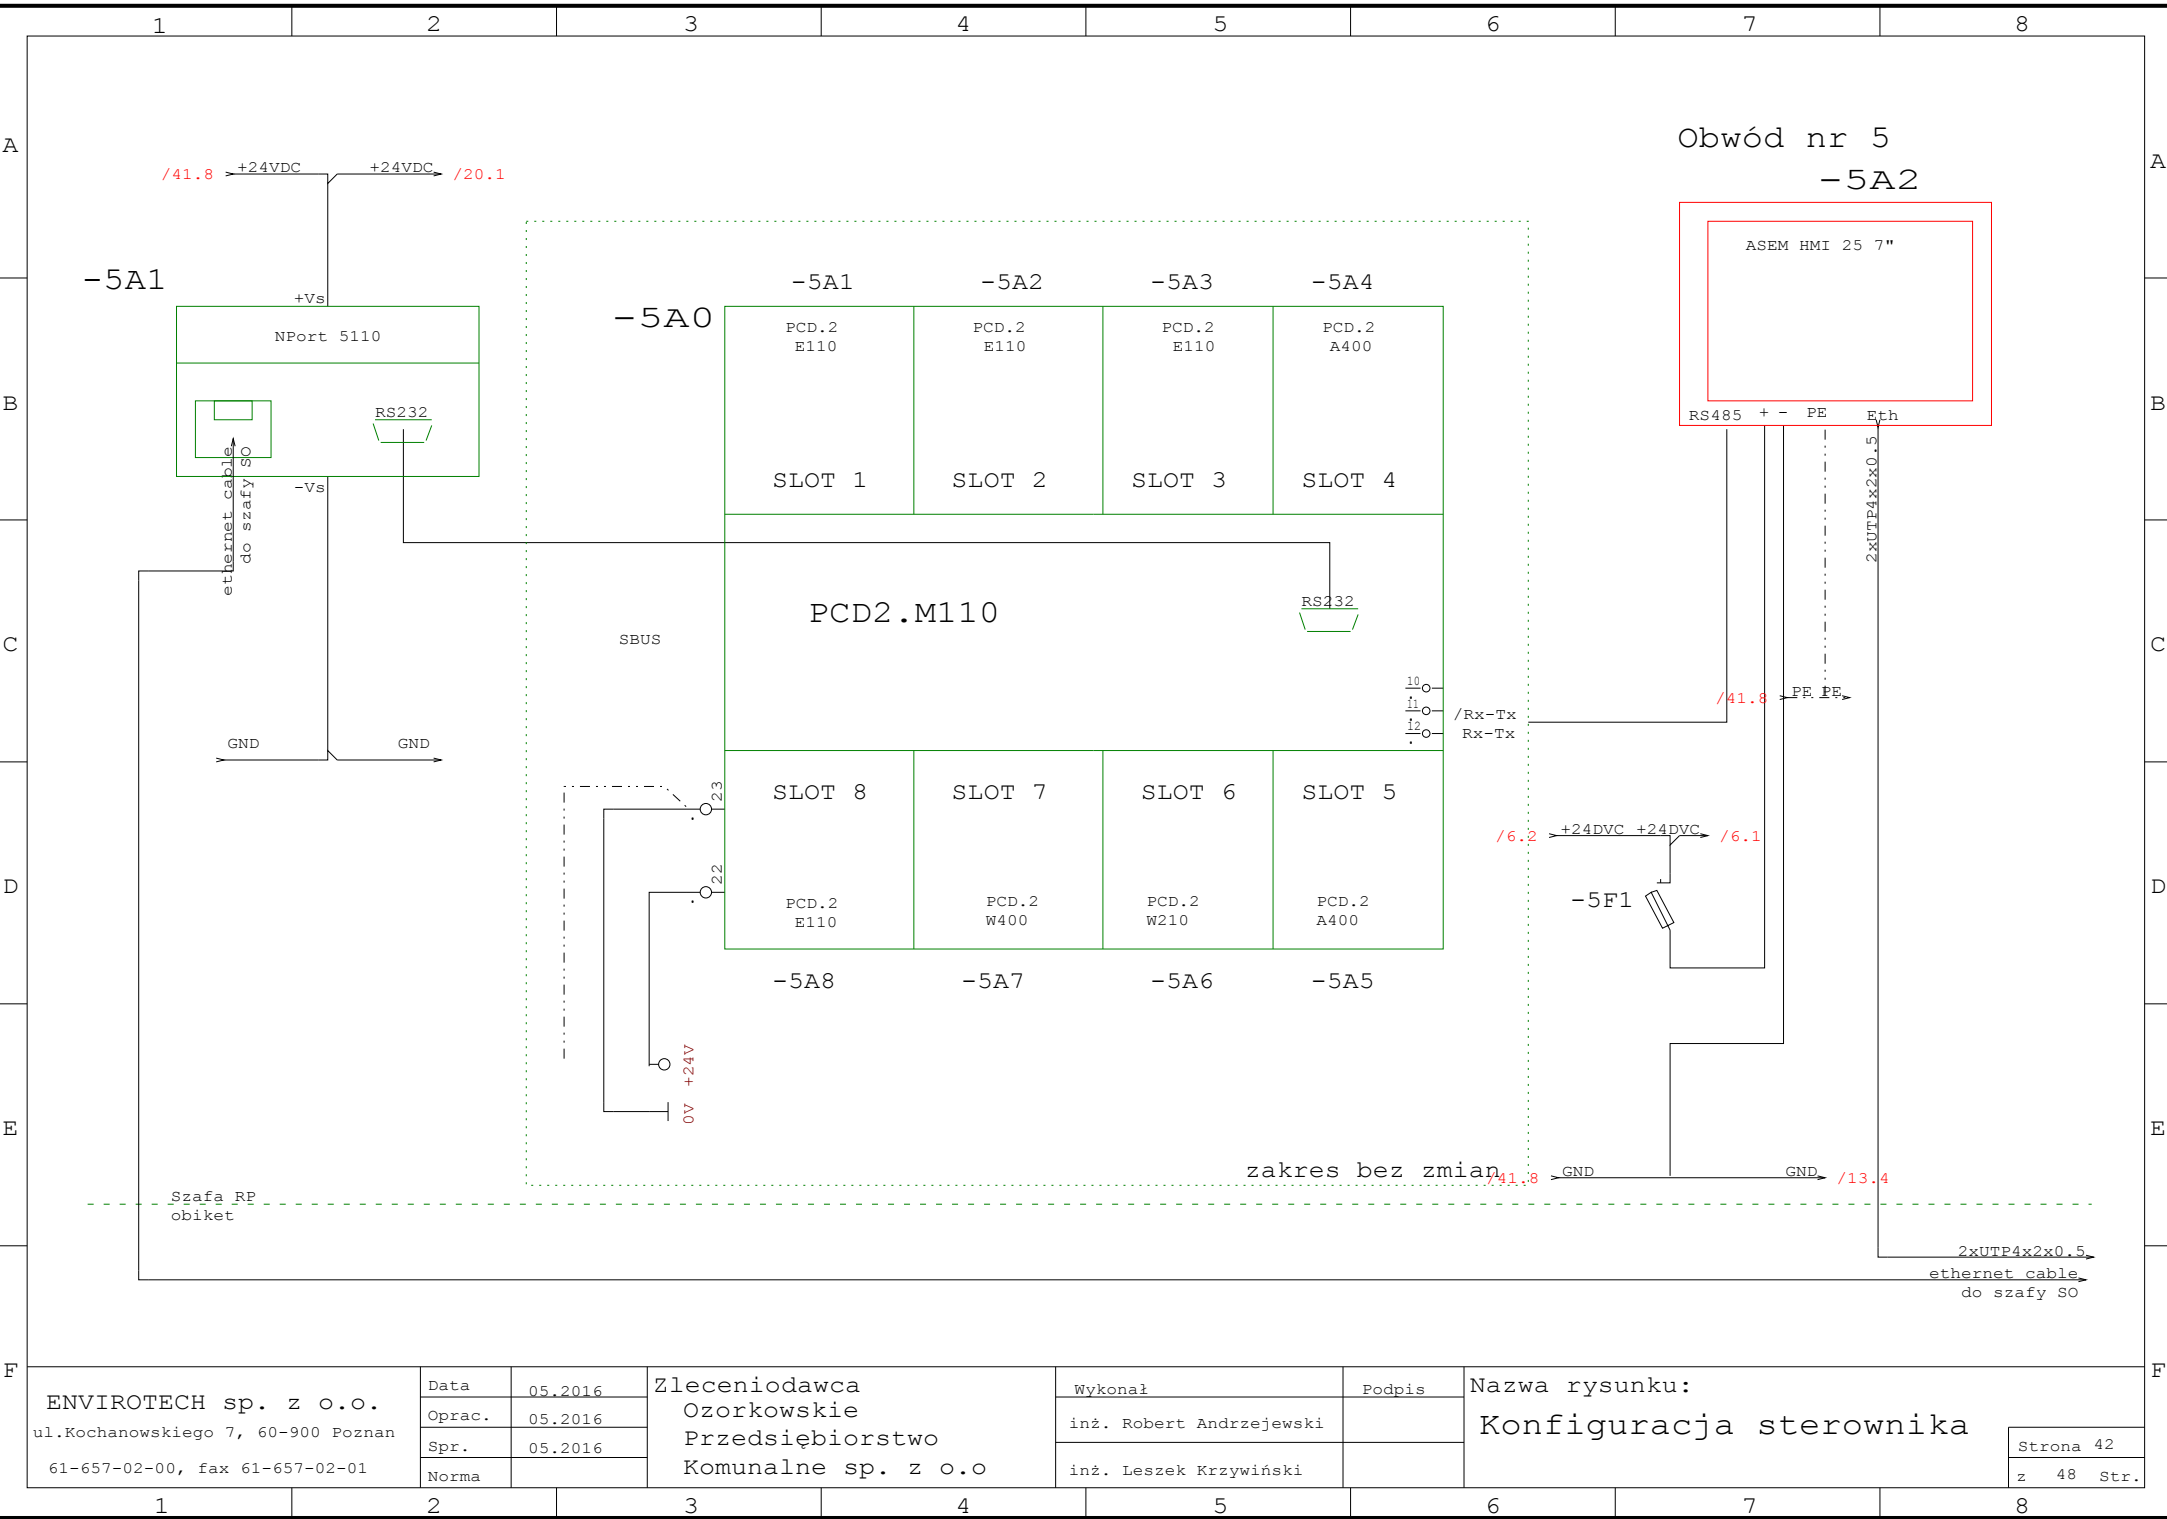 1 2 3 4 5 6 7 8
A
A
Obwód nr 5
-5A2
/41.8 +24VDC +24VDC /20.1
ASEM HMI 25 7"
-5A1
+Vs
NPort 5110
RS232
-Vs
ethernet cable
do szafy SO
-5A0
-5A1 -5A2 -5A3 -5A4
PCD.2 PCD.2 PCD.2 PCD.2
E110 E110 E110 A400
SLOT 1 SLOT 2 SLOT 3 SLOT 4
B
B
RS485 + - PE Eth
2xUTP4x2x0.5
PCD2.M110
RS232
SBUS
C
C
10
11
12
/Rx-Tx
Rx-Tx
/41.8 PE PE
GND GND
23
22
SLOT 8 SLOT 7 SLOT 6 SLOT 5
PCD.2 PCD.2 PCD.2 PCD.2
E110 W400 W210 A400
-5A8 -5A7 -5A6 -5A5
/6.2 +24DVC +24DVC /6.1
-5F1
D
D
+24V
0V
E
E
zakres bez zmian
/41.8 GND GND /13.4
Szafa RP
obiket
2xUTP4x2x0.5
ethernet cable
do szafy SO
F
F
ENVIROTECH sp. z o.o.
ul.Kochanowskiego 7, 60-900 Poznan
61-657-02-00, fax 61-657-02-01
Data 05.2016
Oprac. 05.2016
Spr. 05.2016
Norma
Zleceniodawca
Ozorkowskie
Przedsiębiorstwo
Komunalne sp. z o.o
Wykonał Podpis
inż. Robert Andrzejewski
inż. Leszek Krzywiński
Nazwa rysunku:
Konfiguracja sterownika
Strona 42
z 48 Str.
1 2 3 4 5 6 7 8